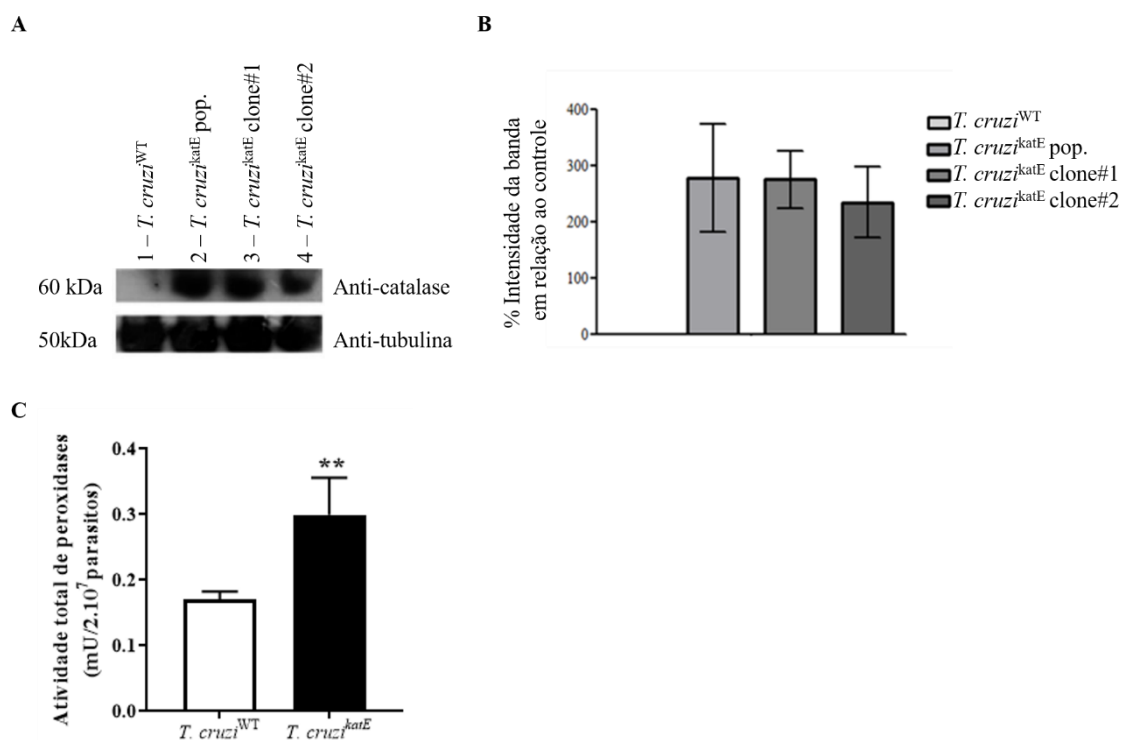 A
1 – T. cruziᵂᵀ
2 – T. cruziᵏᵃᵗᴱ pop.
3 – T. cruziᵏᵃᵗᴱ clone#1
4 – T. cruziᵏᵃᵗᴱ clone#2
60 kDa
Anti-catalase
50kDa
Anti-tubulina
B
% Intensidade da banda
em relação ao controle
400
300
200
100
0
T. cruziᵂᵀ
T. cruziᵏᵃᵗᴱ pop.
T. cruziᵏᵃᵗᴱ clone#1
T. cruziᵏᵃᵗᴱ clone#2
C
Atividade total de peroxidases
(mU/2.10⁷parasitos)
0.4
0.3
0.2
0.1
0.0
**
T. cruziᵂᵀ
T. cruziᵏᵃᵗᴱ